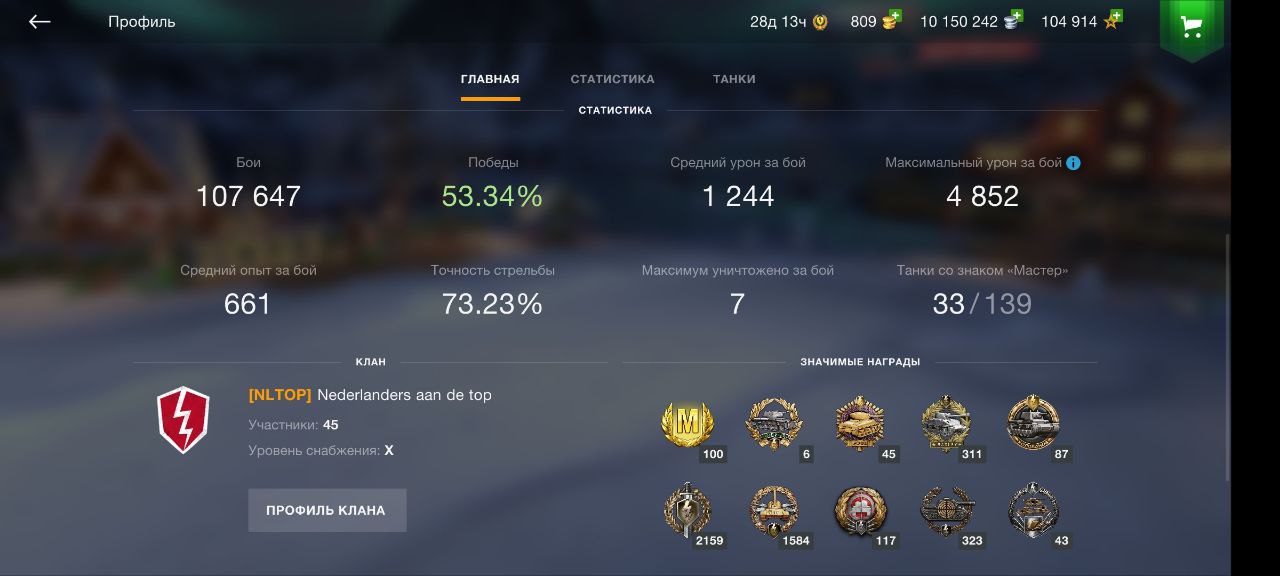 Профиль
28д 13ч 809 10 150 242 104 914
ГЛАВНАЯ СТАТИСТИКА ТАНКИ
СТАТИСТИКА
Бои Победы Средний урон за бой Максимальный урон за бой
107 647 53.34% 1 244 4 852
Средний опыт за бой Точность стрельбы Максимум уничтожено за бой Танки со знаком «Мастер»
661 73.23% 7 33/139
КЛАН ЗНАЧИМЫЕ НАГРАДЫ
[NLTOP] Nederlanders aan de top
Участники: 45
Уровень снабжения: X
ПРОФИЛЬ КЛАНА
M
100 6 45 311 87
2159 1584 117 323 43